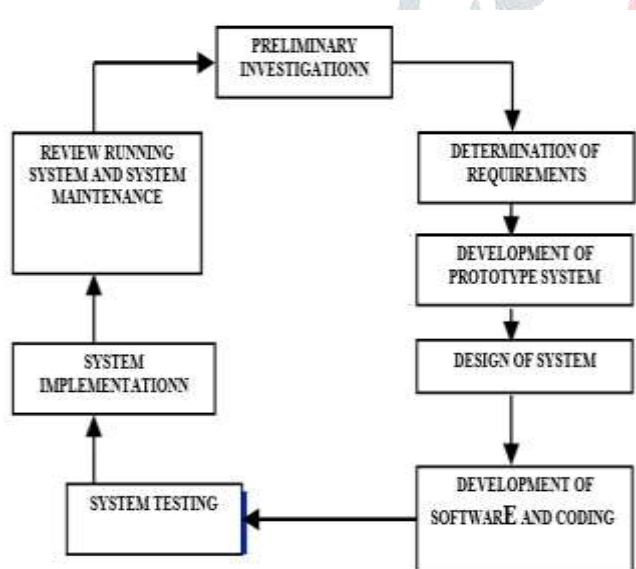 PRELIMINARY
INVESTIGATIONN
DETERMINATION OF
REQUIREMENTS
DEVELOPMENT OF
PROTOTYPE SYSTEM
DESIGN OF SYSTEM
DEVELOPMENT OF
SOFTWARE AND CODING
SYSTEM TESTING
SYSTEM
IMPLEMENTATIONN
REVIEW RUNNING
SYSTEM AND SYSTEM
MAINTENANCE